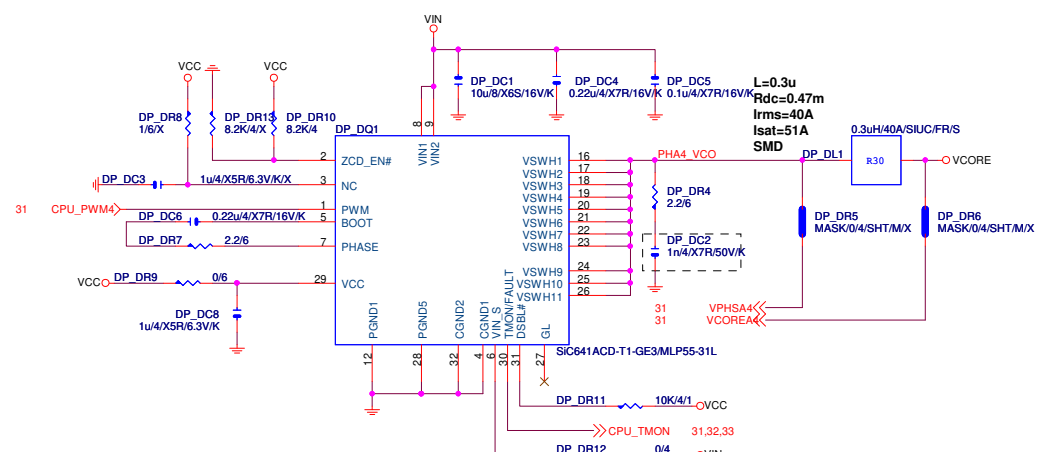 VIN
VCC
VCC
DP_DC1
10u/8/X6S/16V/K
DP_DC4
0.22u/4/X7R/16V/K
DP_DC5
0.1u/4/X7R/16V/K
L=0.3u
Rdc=0.47m
Irms=40A
Isat=51A
SMD
DP_DR8
1/6/X
DP_DR13
8.2K/4/X
DP_DR10
8.2K/4
DP_DQ1
8
9
VIN1
VIN2
0.3uH/40A/SIUC/FR/S
DP_DL1
R30
VCORE
2
ZCD_EN#
3
NC
1
PWM
5
BOOT
7
PHASE
29
VCC
DP_DC3
1u/4/X5R/6.3V/K/X
31
CPU_PWM4
DP_DC6
0.22u/4/X7R/16V/K
DP_DR7
2.2/6
VCC
DP_DR9
0/6
DP_DC8
1u/4/X5R/6.3V/K
VSWH1
16
VSWH2
17
VSWH3
18
VSWH4
19
VSWH5
20
VSWH6
21
VSWH7
22
VSWH8
23
VSWH9
24
VSWH10
25
VSWH11
26
PHA4_VCO
DP_DR4
2.2/6
DP_DC2
1n/4/X7R/50V/K
DP_DR5
MASK/0/4/SHT/M/X
DP_DR6
MASK/0/4/SHT/M/X
31
VPHSA4
31
VCOREA4
PGND1
PGND5
CGND2
CGND1
VIN_S
TMON/FAULT
DSBL#
GL
12
28
32
4
6
30
31
27
SiC641ACD-T1-GE3/MLP55-31L
DP_DR11
10K/4/1
VCC
CPU_TMON
31,32,33
DP_DR12
0/4
VIN